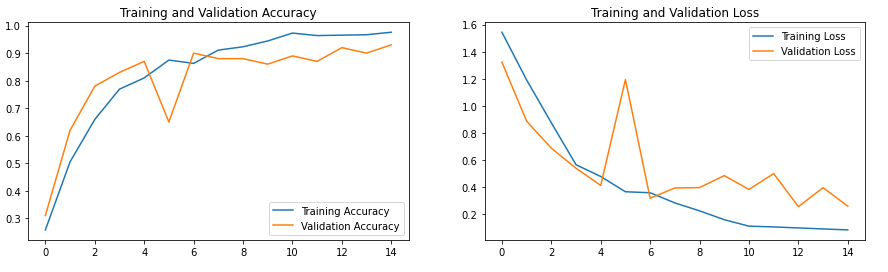 Training and Validation Accuracy
1.0
0.9
0.8
0.7
0.6
0.5
0.4
0.3
Training Accuracy
Validation Accuracy
0 2 4 6 8 10 12 14
Training and Validation Loss
1.6
1.4
1.2
1.0
0.8
0.6
0.4
0.2
Training Loss
Validation Loss
0 2 4 6 8 10 12 14